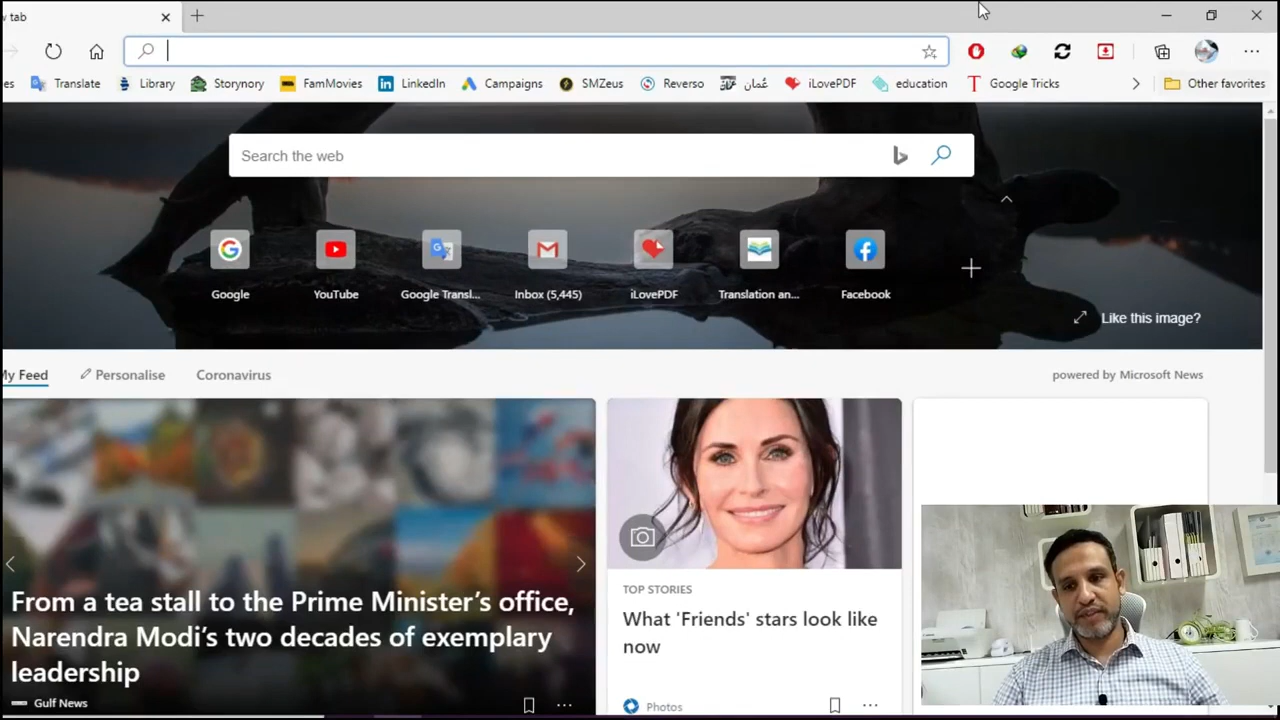 w tab
es Translate Library Storynory FamMovies LinkedIn Campaigns SMZeus Reverso عُمان iLovePDF education Google Tricks Other favorites
Search the web
Google YouTube Google Transl... Inbox (5,445) iLovePDF Translation an... Facebook
Like this image?
My Feed Personalise Coronavirus powered by Microsoft News
From a tea stall to the Prime Minister's office,
Narendra Modi's two decades of exemplary
leadership
Gulf News
TOP STORIES
What 'Friends' stars look like
now
Photos